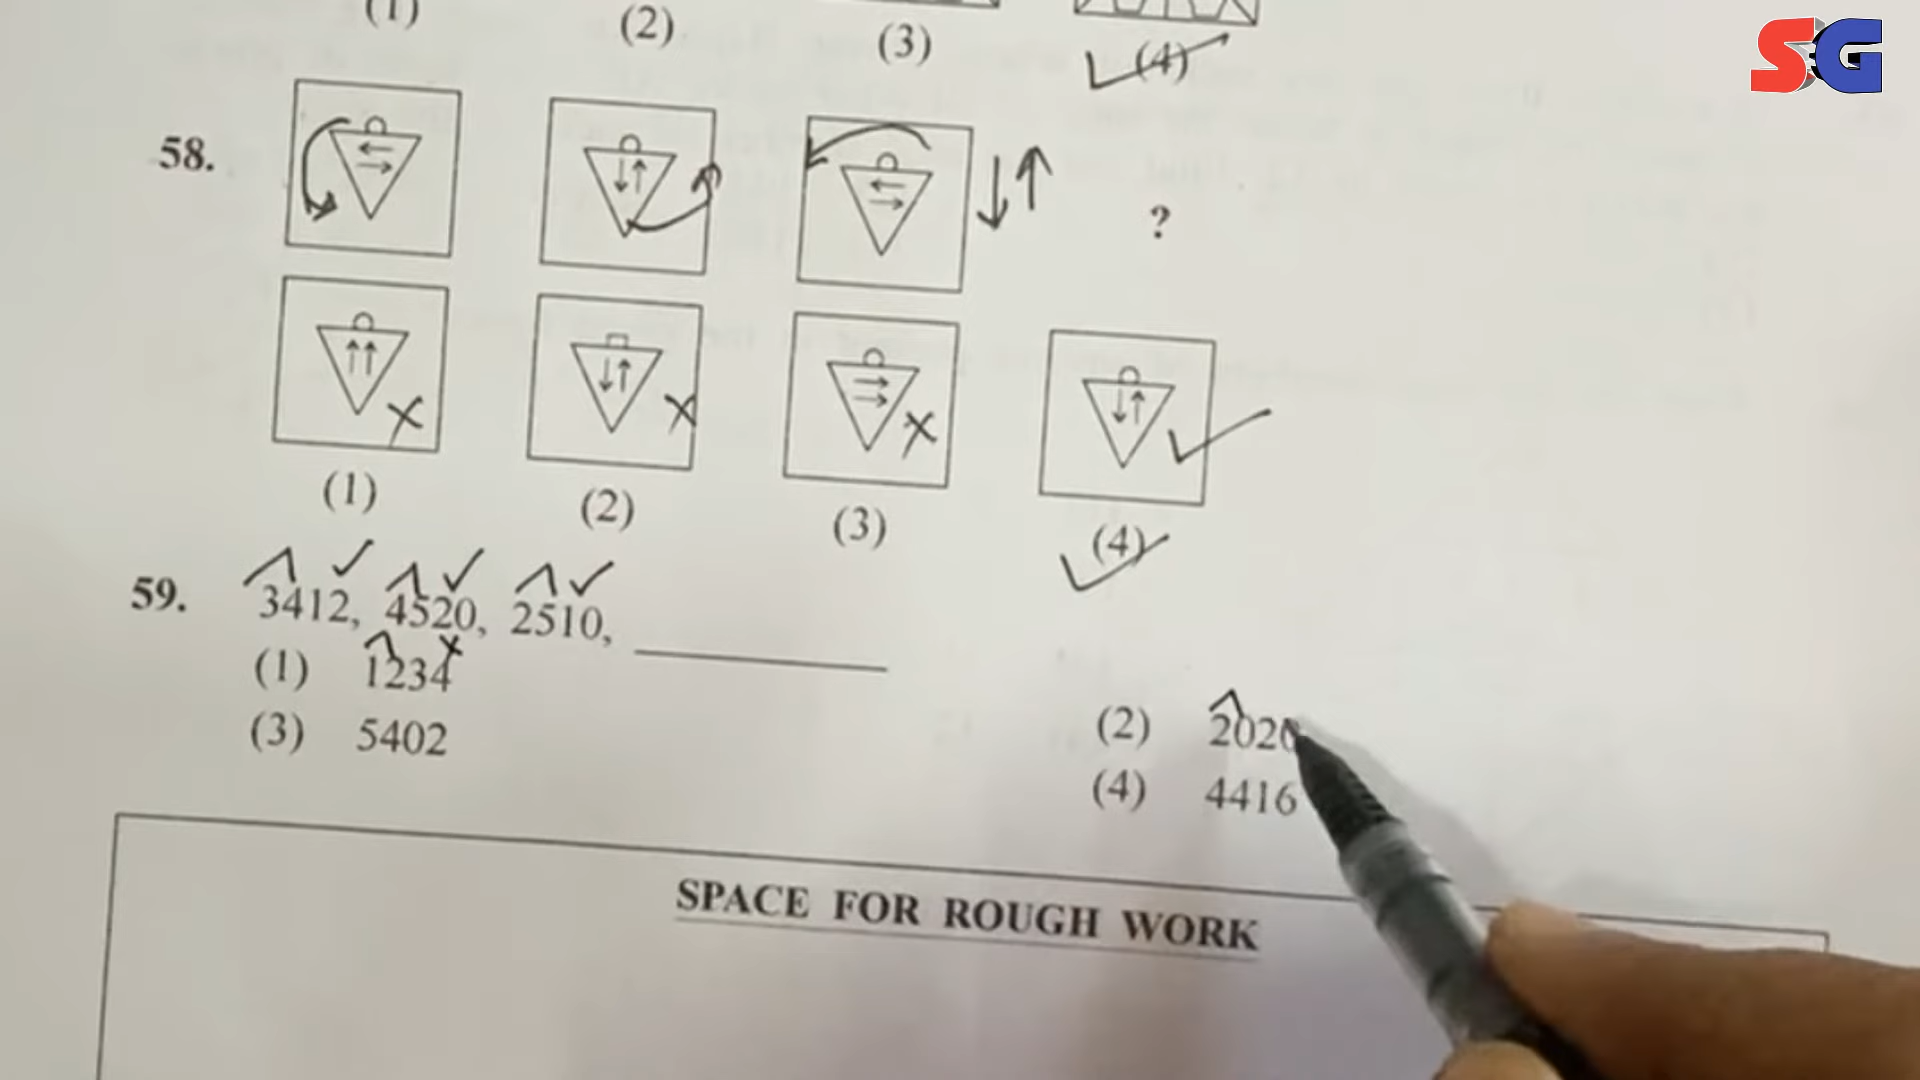 SG
(1) (2) (3) (4)
58.
?
(1) (2) (3) (4)
59. 3412, 4520, 2510, ________
(1) 1234
(2) 2020
(3) 5402
(4) 4416
SPACE FOR ROUGH WORK